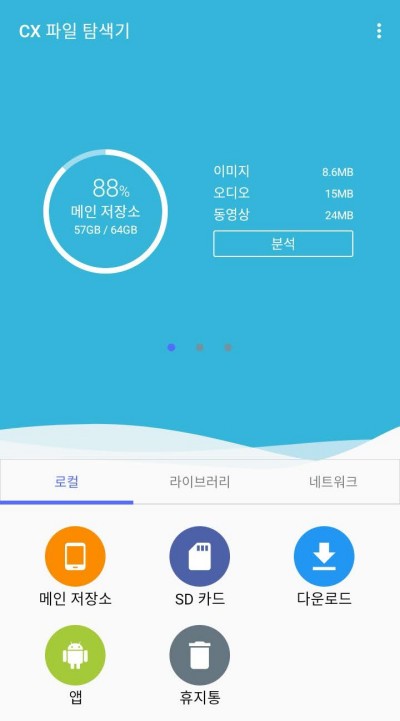 CX 파일 탐색기
88%
메인 저장소
57GB / 64GB
이미지 8.6MB
오디오 15MB
동영상 24MB
분석
로컬 라이브러리 네트워크
메인 저장소 SD 카드 다운로드
앱 휴지통